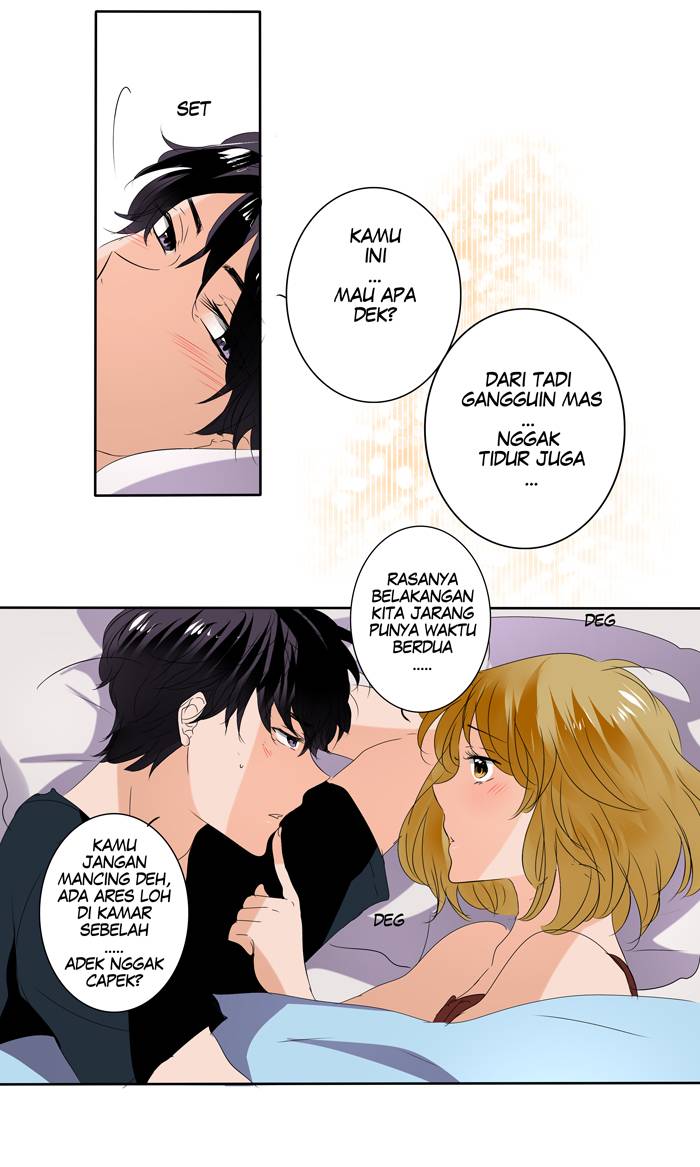 SET
KAMU
INI
...
MAU APA
DEK?
DARI TADI
GANGGUIN MAS
...
NGGAK
TIDUR JUGA
...
RASANYA
BELAKANGAN
KITA JARANG
PUNYA WAKTU
BERDUA
.....
DEG
KAMU
JANGAN
MANCING DEH,
ADA ARES LOH
DI KAMAR
SEBELAH
.....
ADEK NGGAK
CAPEK?
DEG